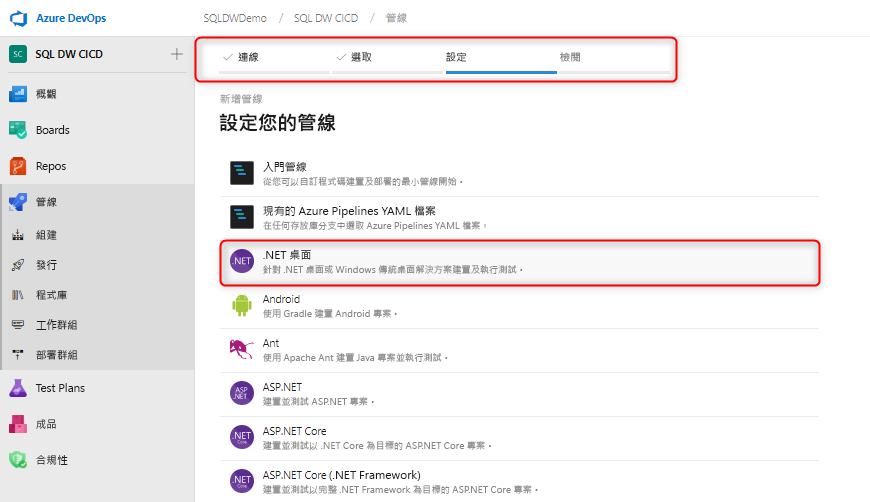 Azure DevOps
SQLDWDemo / SQL DW CICD / 管線
SC SQL DW CICD
概觀
Boards
Repos
管線
組建
發行
程式庫
工作群組
部署群組
Test Plans
成品
合規性
連線 選取 設定 檢閱
新增管線
設定您的管線
入門管線
從您可以自訂程式碼建置及部署的最小管線開始。
現有的 Azure Pipelines YAML 檔案
在任何存放庫分支中選取 Azure Pipelines YAML 檔案。
.NET .NET 桌面
針對 .NET 桌面或 Windows 傳統桌面解決方案建置及執行測試。
Android
使用 Gradle 建置 Android 專案。
Ant
使用 Apache Ant 建置 Java 專案並執行測試。
ASP .NET ASP.NET
建置並測試 ASP.NET 專案。
.NET Core ASP.NET Core
建置並測試以 .NET Core 為目標的 ASP.NET Core 專案。
.NET Core ASP.NET Core (.NET Framework)
建置並測試以完整 .NET Framework 為目標的 ASP.NET Core 專案。